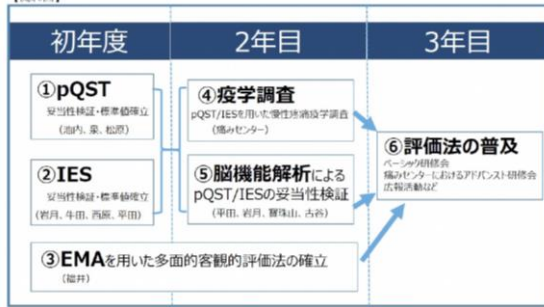 初年度
2年目
3年目
①pQST
妥当性検証・標準値確立
(池内、泉、松原)
②IES
妥当性検証・標準値確立
(岩月、牛田、西原、平田)
③EMAを用いた多面的客観的評価法の確立
(福井)
④疫学調査
pQST/IESを用いた慢性疼痛疫学調査
(痛みセンター)
⑤脳機能解析による
pQST/IESの妥当性検証
(平田、岩月、寶珠山、古谷)
⑥評価法の普及
ベーシック研修会
痛みセンターにおけるアドバンスト研修会
広報活動など